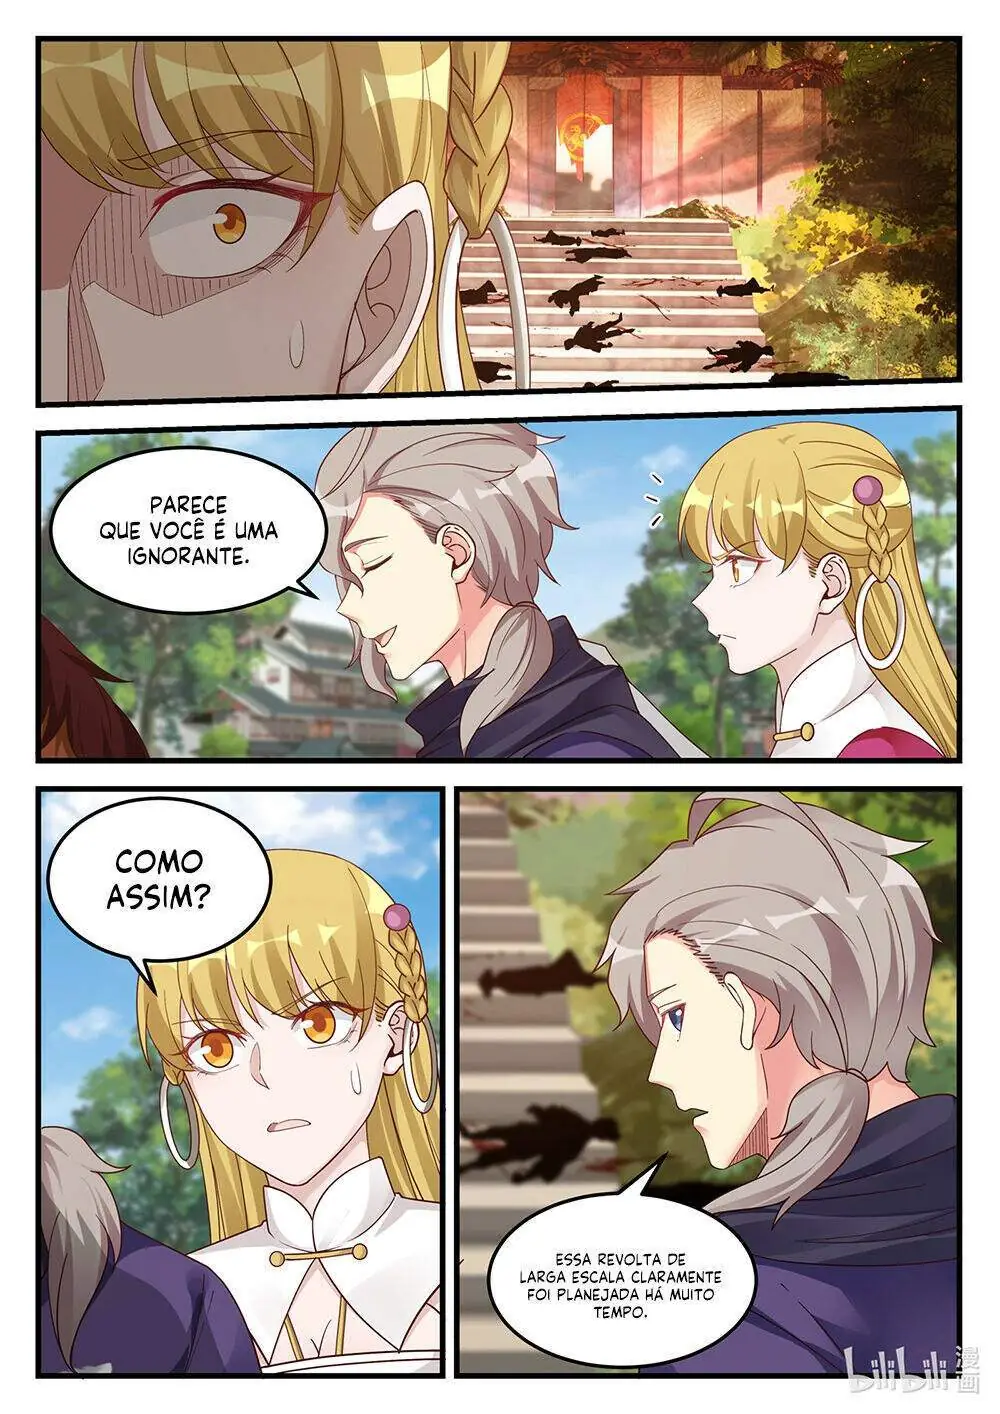 PARECE
QUE VOCÊ É UMA
IGNORANTE.
COMO
ASSIM?
ESSA REVOLTA DE
LARGA ESCALA CLARAMENTE
FOI PLANEJADA HÁ MUITO
TEMPO.
bilibili 漫画